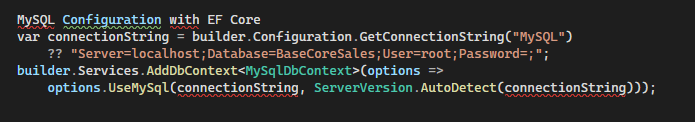 MySQL Configuration with EF Core
var connectionString = builder.Configuration.GetConnectionString("MySQL")
    ?? "Server=localhost;Database=BaseCoreSales;User=root;Password=;";
builder.Services.AddDbContext<MySqlDbContext>(options =>
    options.UseMySql(connectionString, ServerVersion.AutoDetect(connectionString)));